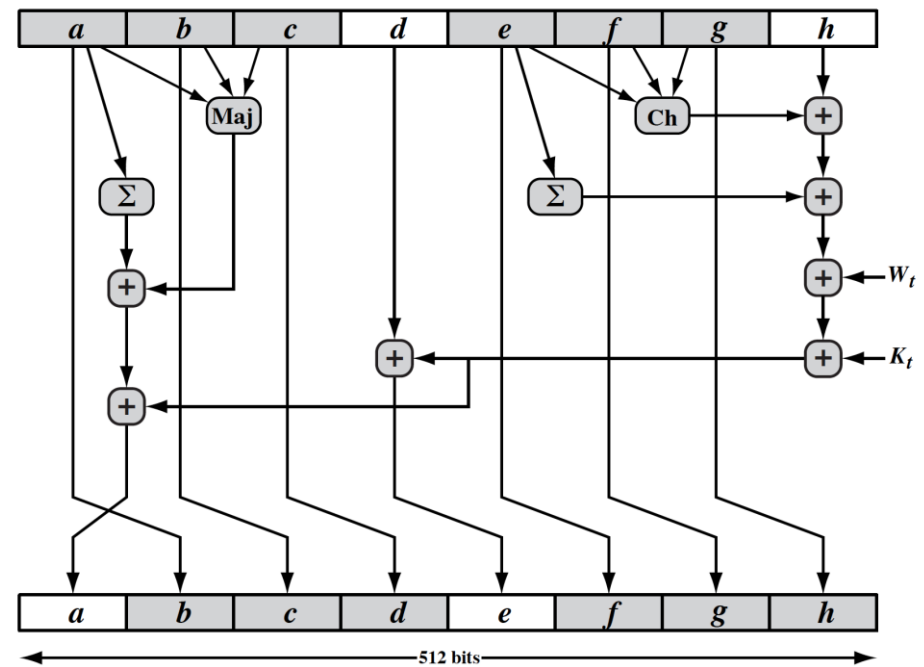 a b c d e f g h
Maj Ch +
Σ Σ +
+ + W_t
+ + K_t
+
a b c d e f g h
512 bits